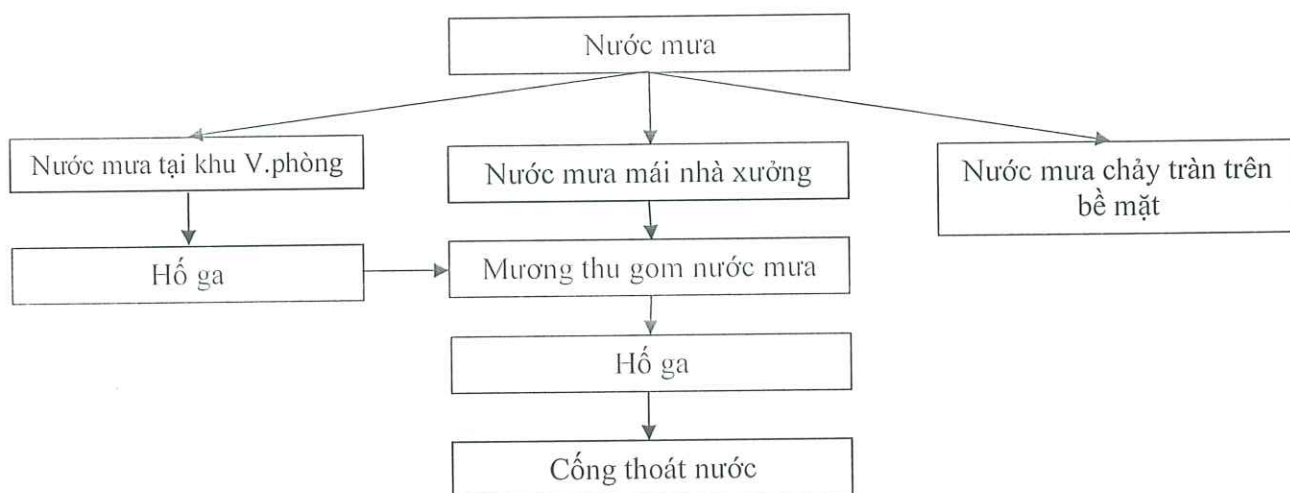 Nước mưa
Nước mưa tại khu V.phòng
Nước mưa mái nhà xưởng
Nước mưa chảy tràn trên
bề mặt
Hố ga
Mương thu gom nước mưa
Hố ga
Cống thoát nước